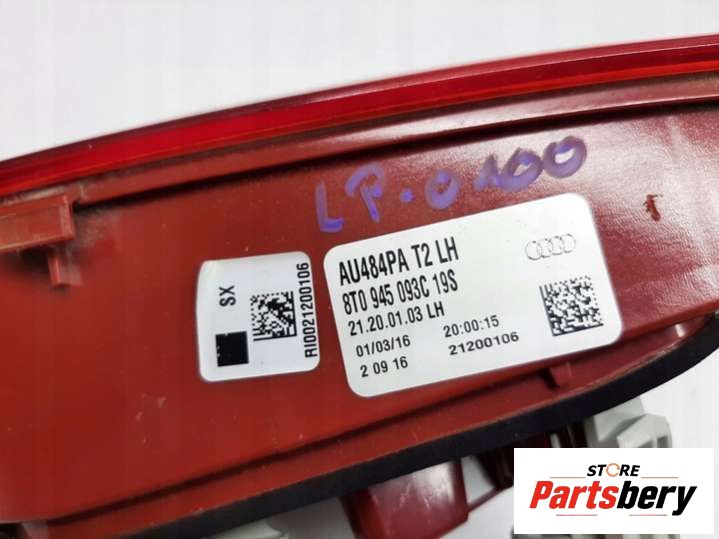 LP-0100
SX
RI0021200106
AU484PA T2 LH
8T0 945 093C 19S
21.20.01.03 LH
01/03/16 20:00:15
2 09 16 21200106
STORE
Partsbery